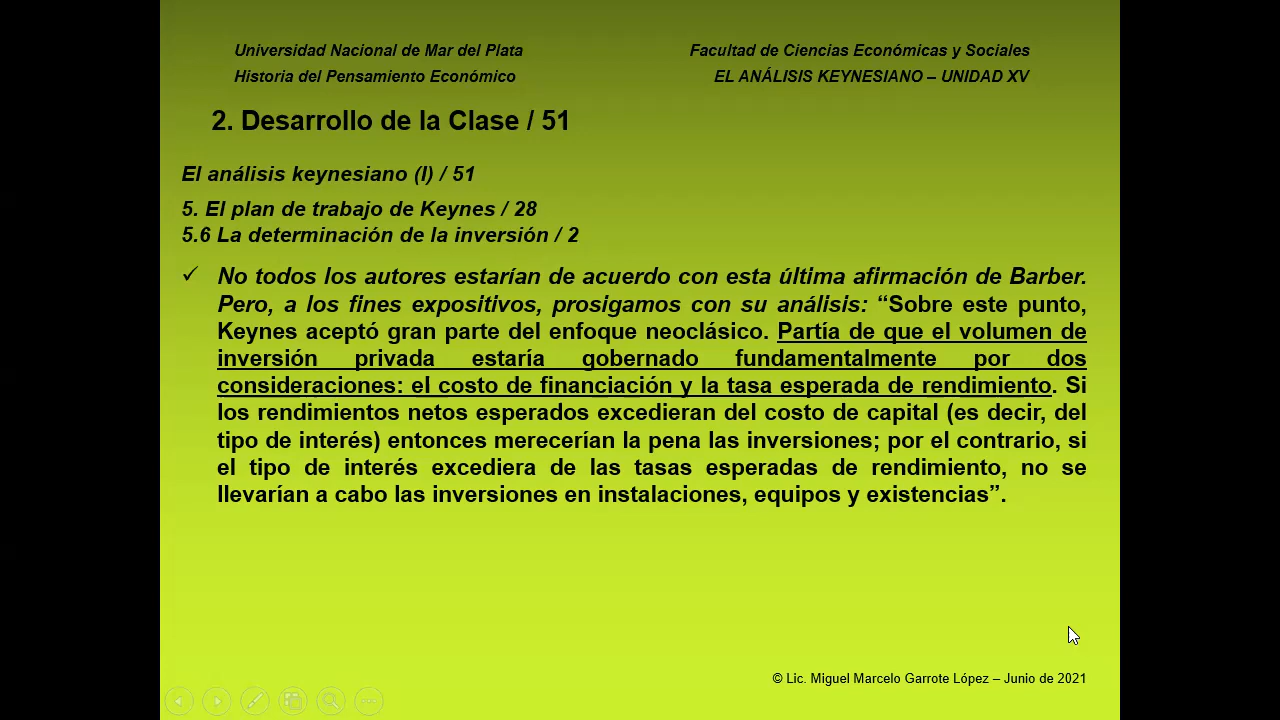 Universidad Nacional de Mar del Plata
Facultad de Ciencias Económicas y Sociales
Historia del Pensamiento Económico
EL ANÁLISIS KEYNESIANO – UNIDAD XV
2. Desarrollo de la Clase / 51
El análisis keynesiano (I) / 51
5. El plan de trabajo de Keynes / 28
5.6 La determinación de la inversión / 2
✓ No todos los autores estarían de acuerdo con esta última afirmación de Barber.
Pero, a los fines expositivos, prosigamos con su análisis: “Sobre este punto,
Keynes aceptó gran parte del enfoque neoclásico. Partía de que el volumen de
inversión privada estaría gobernado fundamentalmente por dos
consideraciones: el costo de financiación y la tasa esperada de rendimiento. Si
los rendimientos netos esperados excedieran del costo de capital (es decir, del
tipo de interés) entonces merecerían la pena las inversiones; por el contrario, si
el tipo de interés excediera de las tasas esperadas de rendimiento, no se
llevarían a cabo las inversiones en instalaciones, equipos y existencias”.
© Lic. Miguel Marcelo Garrote López – Junio de 2021